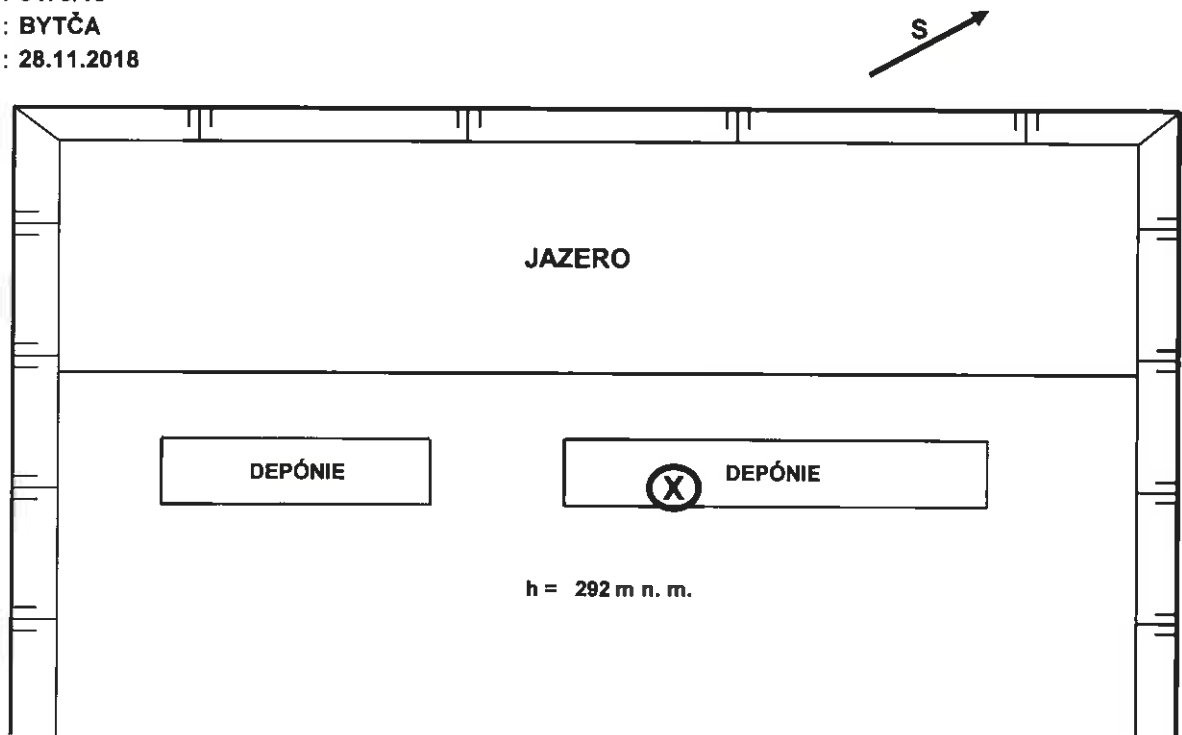 : BYTČA
: 28.11.2018
S
JAZERO
DEPÓNIE
DEPÓNIE
X
h = 292 m n. m.